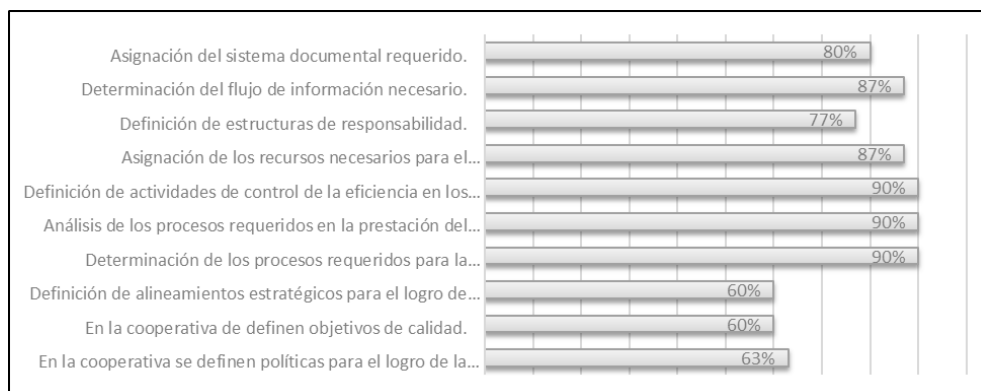 Asignación del sistema documental requerido. 80%
Determinación del flujo de información necesario. 87%
Definición de estructuras de responsabilidad. 77%
Asignación de los recursos necesarios para el... 87%
Definición de actividades de control de la eficiencia en los... 90%
Análisis de los procesos requeridos en la prestación del... 90%
Determinación de los procesos requeridos para la... 90%
Definición de alineamientos estratégicos para el logro de... 60%
En la cooperativa de definen objetivos de calidad. 60%
En la cooperativa se definen políticas para el logro de la... 63%